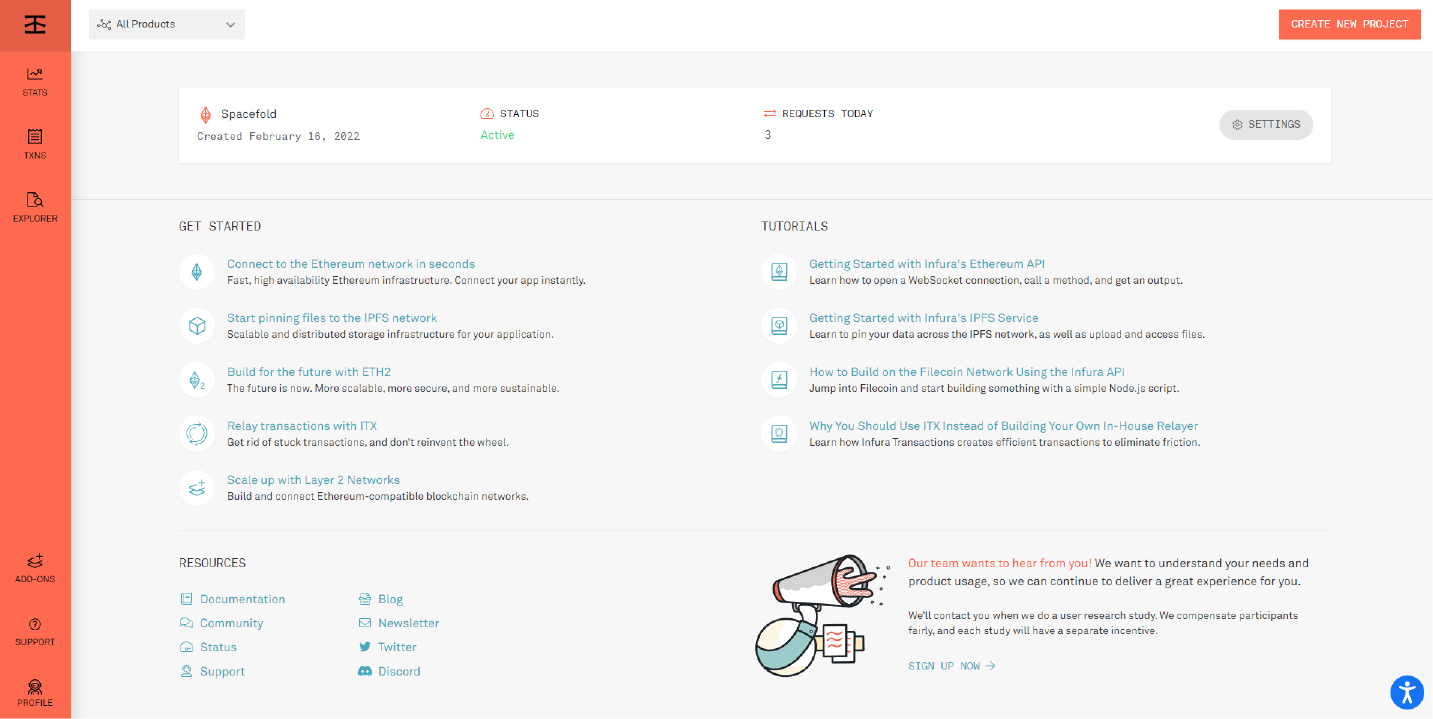 All Products
CREATE NEW PROJECT
STATS
TXNS
EXPLORER
ADD-ONS
SUPPORT
PROFILE
Spacefold
Created February 16, 2022
STATUS
Active
REQUESTS TODAY
3
SETTINGS
GET STARTED
Connect to the Ethereum network in seconds
Fast, high availability Ethereum infrastructure. Connect your app instantly.
Start pinning files to the IPFS network
Scalable and distributed storage infrastructure for your application.
Build for the future with ETH2
The future is now. More scalable, more secure, and more sustainable.
Relay transactions with ITX
Get rid of stuck transactions, and don't reinvent the wheel.
Scale up with Layer 2 Networks
Build and connect Ethereum-compatible blockchain networks.
TUTORIALS
Getting Started with Infura's Ethereum API
Learn how to open a WebSocket connection, call a method, and get an output.
Getting Started with Infura's IPFS Service
Learn to pin your data across the IPFS network, as well as upload and access files.
How to Build on the Filecoin Network Using the Infura API
Jump into Filecoin and start building something with a simple Node.js script.
Why You Should Use ITX Instead of Building Your Own In-House Relayer
Learn how Infura Transactions creates efficient transactions to eliminate friction.
RESOURCES
Documentation
Community
Status
Support
Blog
Newsletter
Twitter
Discord
Our team wants to hear from you! We want to understand your needs and
product usage, so we can continue to deliver a great experience for you.
We'll contact you when we do a user research study. We compensate participants
fairly, and each study will have a separate incentive.
SIGN UP NOW